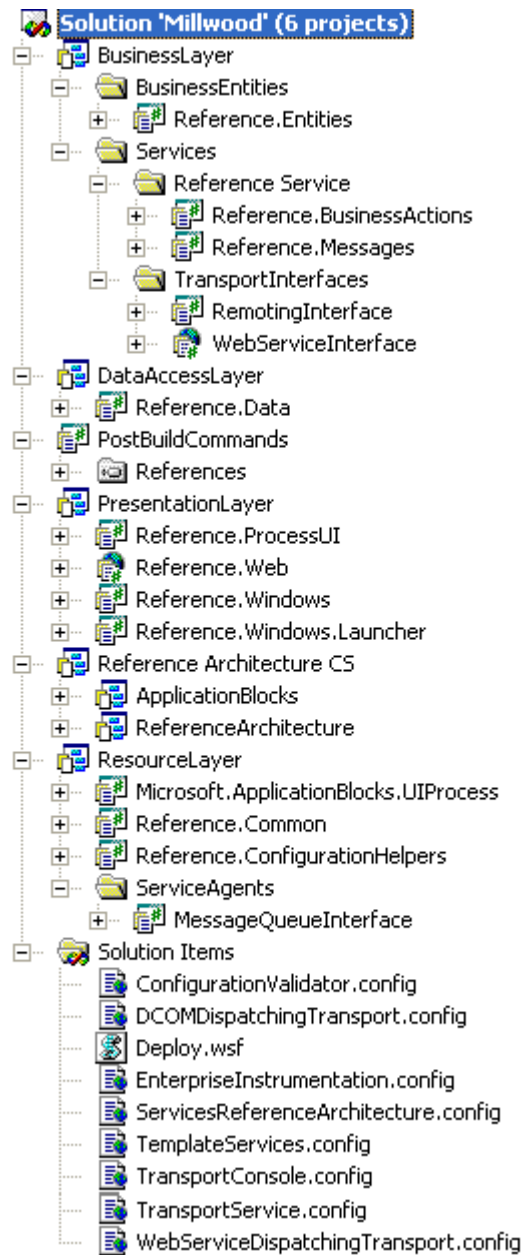 Solution 'Millwood' (6 projects)
BusinessLayer
BusinessEntities
Reference.Entities
Services
Reference Service
Reference.BusinessActions
Reference.Messages
TransportInterfaces
RemotingInterface
WebServiceInterface
DataAccessLayer
Reference.Data
PostBuildCommands
References
PresentationLayer
Reference.ProcessUI
Reference.Web
Reference.Windows
Reference.Windows.Launcher
Reference Architecture CS
ApplicationBlocks
ReferenceArchitecture
ResourceLayer
Microsoft.ApplicationBlocks.UIProcess
Reference.Common
Reference.ConfigurationHelpers
ServiceAgents
MessageQueueInterface
Solution Items
ConfigurationValidator.config
DCOMDispatchingTransport.config
Deploy.wsf
EnterpriseInstrumentation.config
ServicesReferenceArchitecture.config
TemplateServices.config
TransportConsole.config
TransportService.config
WebServiceDispatchingTransport.config